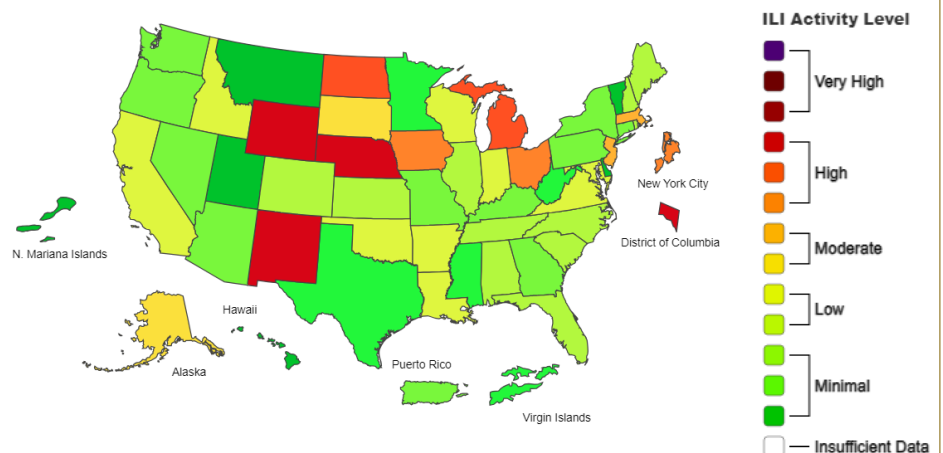 ILI Activity Level
Very High
High
Moderate
Low
Minimal
Insufficient Data
New York City
District of Columbia
N. Mariana Islands
Hawaii
Alaska
Puerto Rico
Virgin Islands